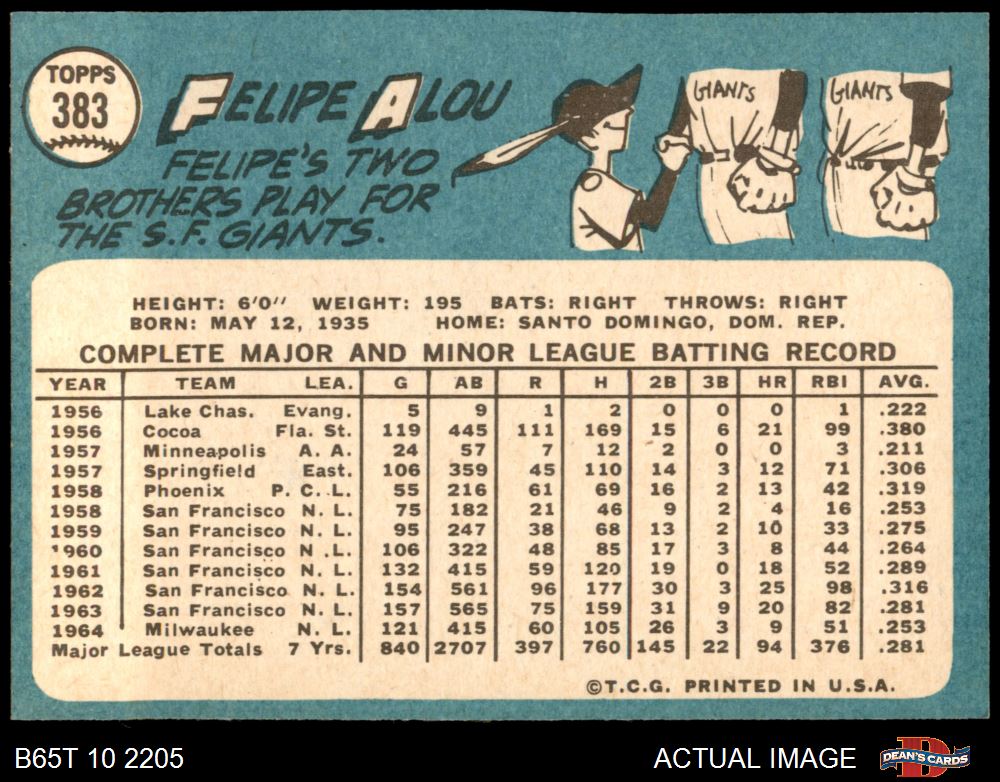 TOPPS
383
FELIPE ALOU
FELIPE'S TWO
BROTHERS PLAY FOR
THE S.F. GIANTS.
GIANTS
GIANTS
HEIGHT: 6'0" WEIGHT: 195 BATS: RIGHT THROWS: RIGHT
BORN: MAY 12, 1935 HOME: SANTO DOMINGO, DOM. REP.
COMPLETE MAJOR AND MINOR LEAGUE BATTING RECORD
YEAR TEAM LEA. G AB R H 2B 3B HR RBI AVG.
1956 Lake Chas. Evang. 5 9 1 2 0 0 0 1 .222
1956 Cocoa Fla. St. 119 445 111 169 15 6 21 99 .380
1957 Minneapolis A. A. 24 57 7 12 2 0 0 3 .211
1957 Springfield East. 106 359 45 110 14 3 12 71 .306
1958 Phoenix P. C. L. 55 216 61 69 16 2 13 42 .319
1958 San Francisco N. L. 75 182 21 46 9 2 4 16 .253
1959 San Francisco N. L. 95 247 38 68 13 2 10 33 .275
1960 San Francisco N .L. 106 322 48 85 17 3 8 44 .264
1961 San Francisco N. L. 132 415 59 120 19 0 18 52 .289
1962 San Francisco N. L. 154 561 96 177 30 3 25 98 .316
1963 San Francisco N. L. 157 565 75 159 31 9 20 82 .281
1964 Milwaukee N. L. 121 415 60 105 26 3 9 51 .253
Major League Totals 7 Yrs. 840 2707 397 760 145 22 94 376 .281
©T.C.G. PRINTED IN U.S.A.
B65T 10 2205 ACTUAL IMAGE
DEAN'S CARDS